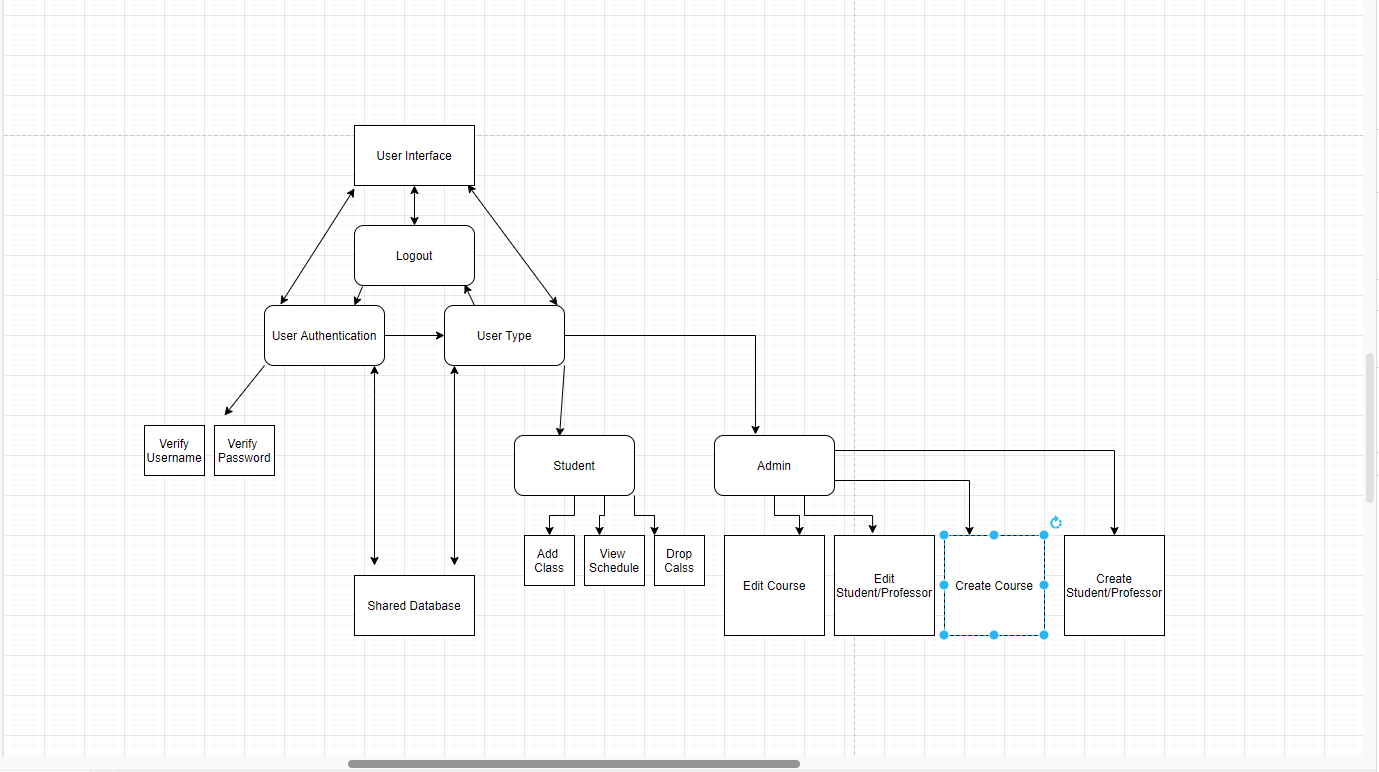 User Interface
Logout
User Authentication
User Type
Verify
Username
Verify
Password
Student
Admin
Add
Class
View
Schedule
Drop
Calss
Edit Course
Edit
Student/Professor
Create Course
Create
Student/Professor
Shared Database